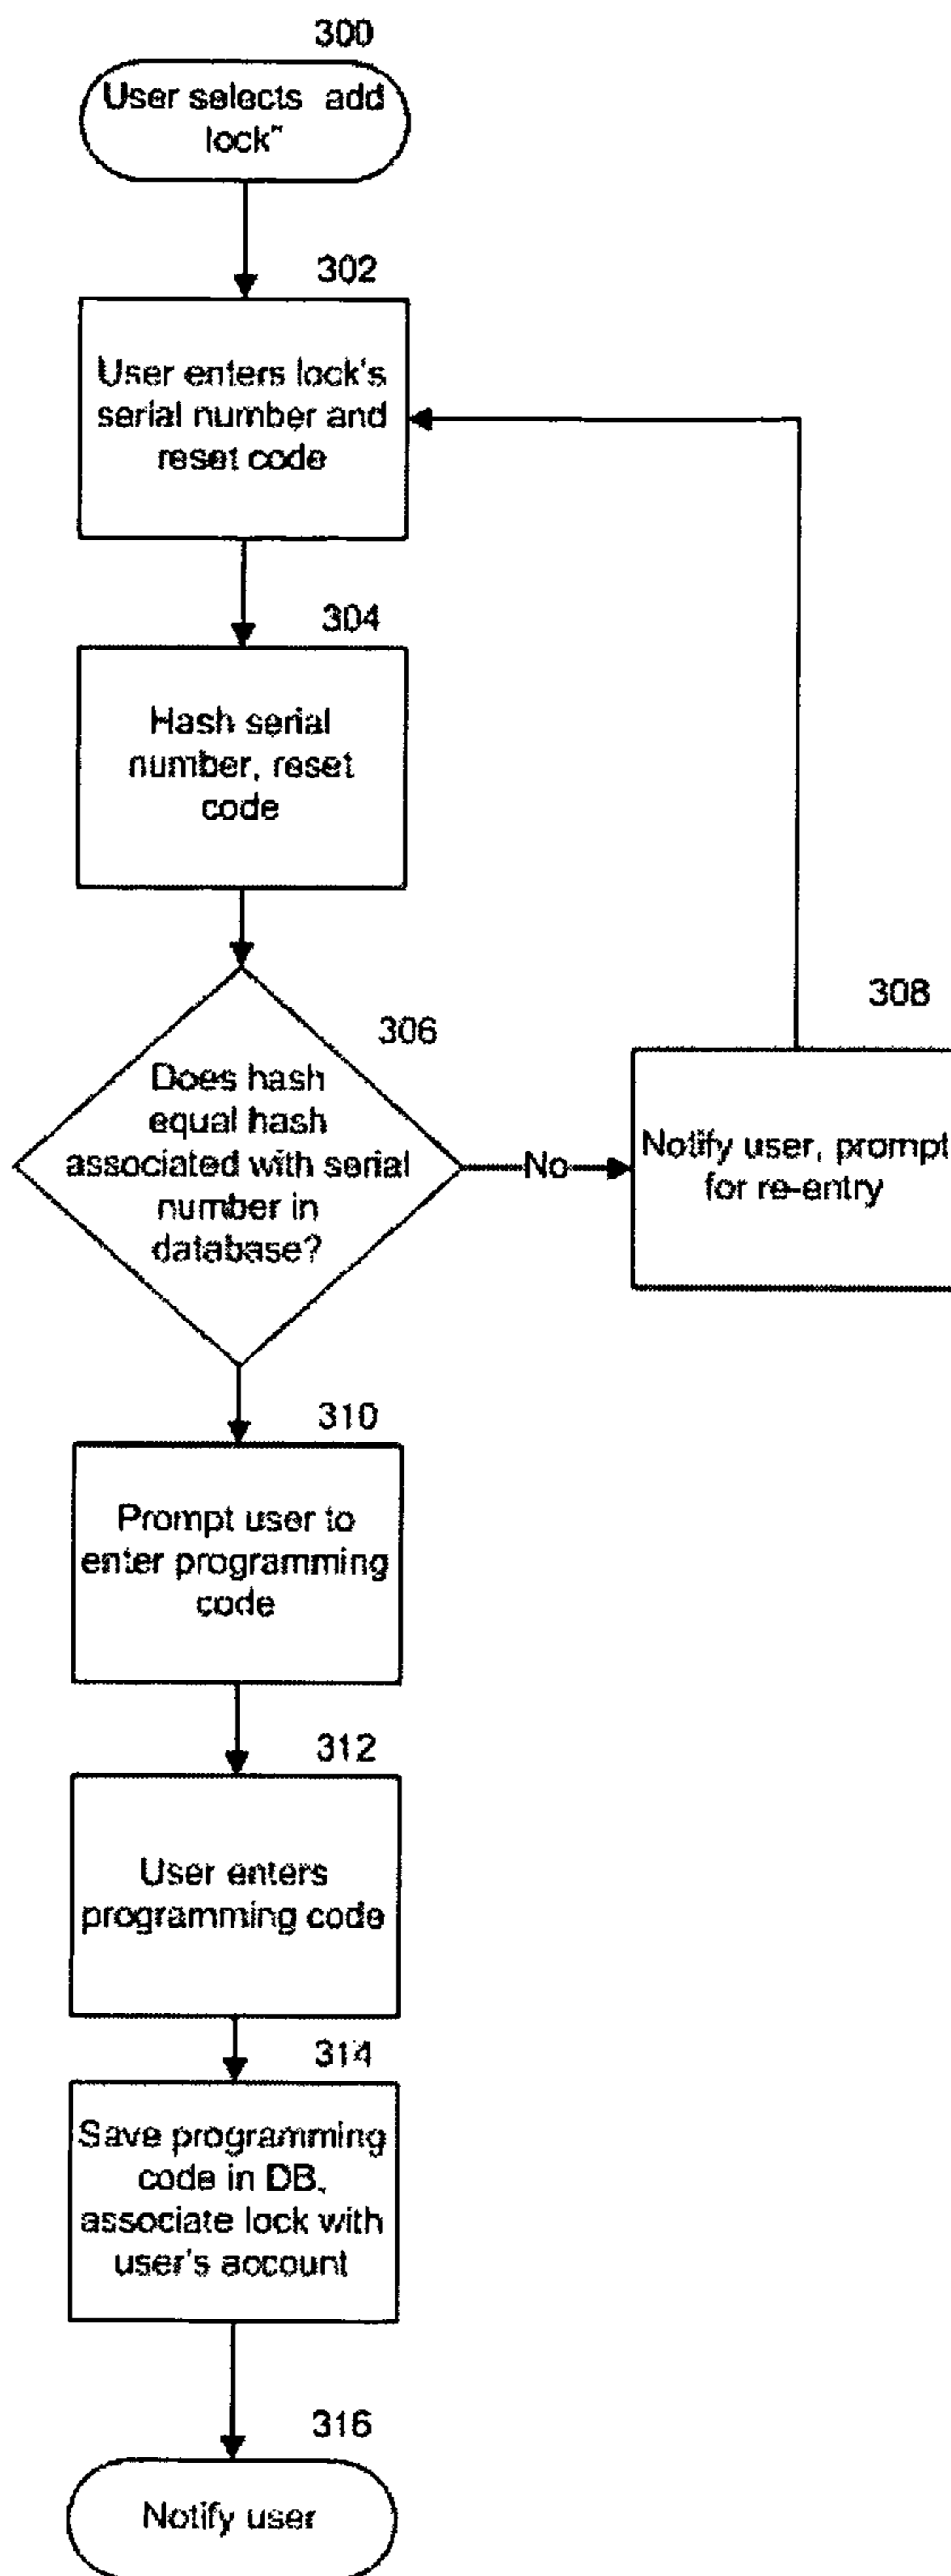 300
User selects add
lock"
302
User enters lock's
serial number and
reset code
304
Hash serial
number, reset
code
306
Does hash
equal hash
associated with serial
number in
database?
No
308
Notify user, prompt
for re-entry
310
Prompt user to
enter programming
code
312
User enters
programming code
314
Save programming
code in DB,
associate lock with
user's account
316
Notify user